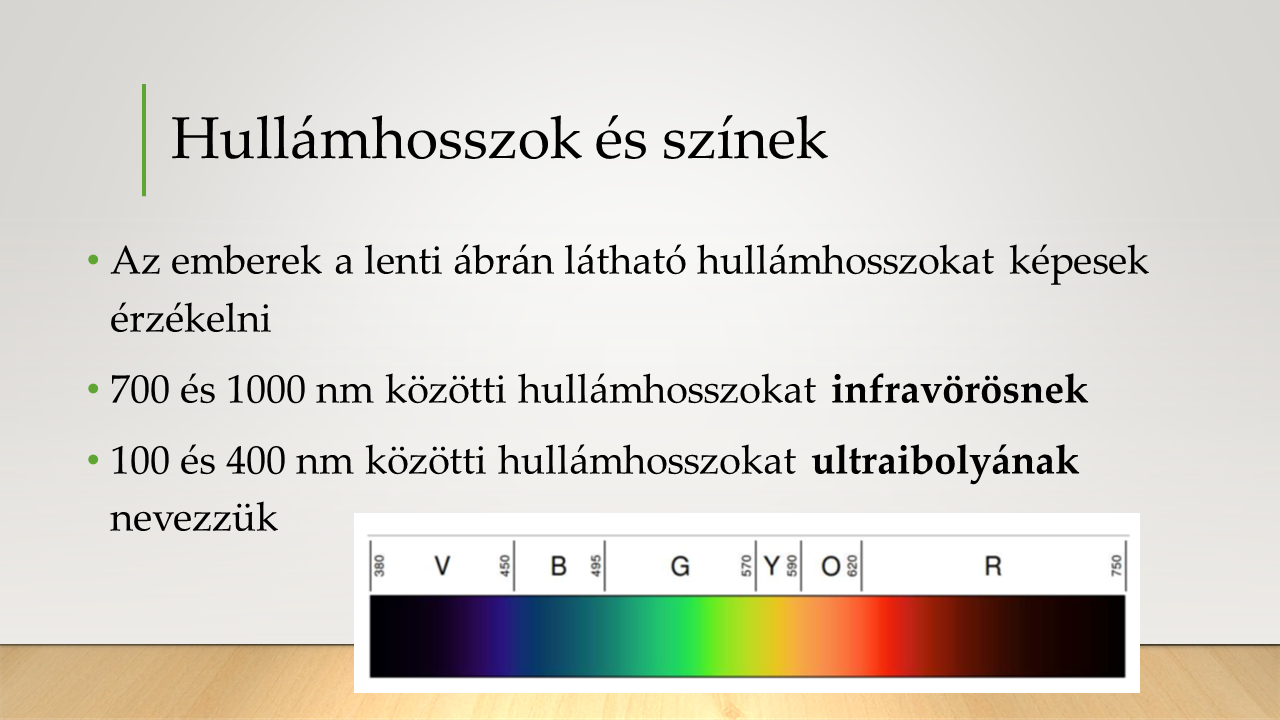 Hullámhosszok és színek
• Az emberek a lenti ábrán látható hullámhosszokat képesek
érzékelni
• 700 és 1000 nm közötti hullámhosszokat infravörösnek
• 100 és 400 nm közötti hullámhosszokat ultraibolyának
nevezzük
380 V 450 B 495 G 570 Y 590 O 620 R 750